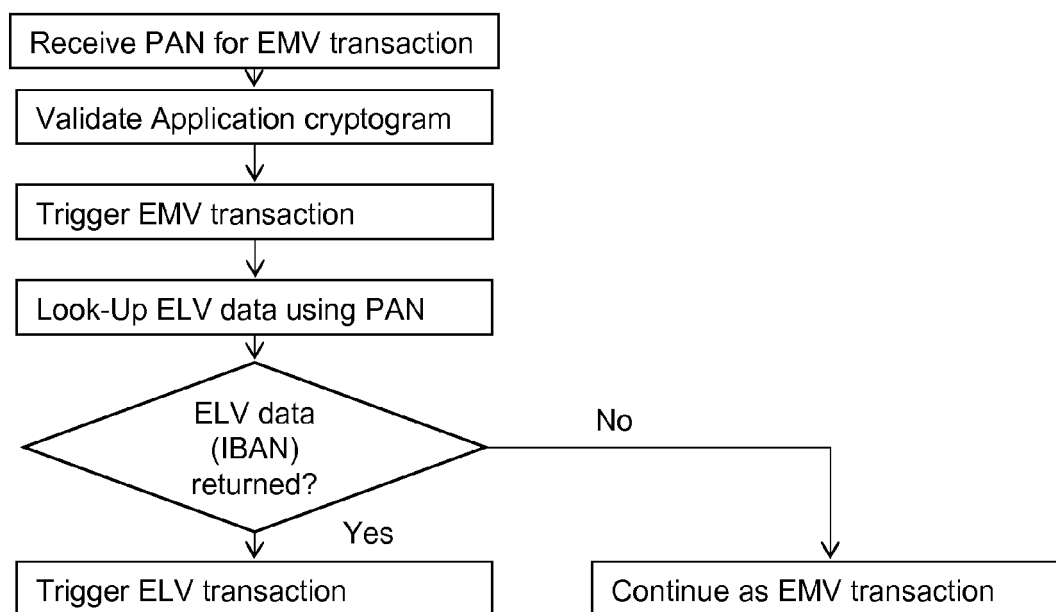 Receive PAN for EMV transaction
Validate Application cryptogram
Trigger EMV transaction
Look-Up ELV data using PAN
ELV data
(IBAN)
returned?
No
Yes
Trigger ELV transaction
Continue as EMV transaction